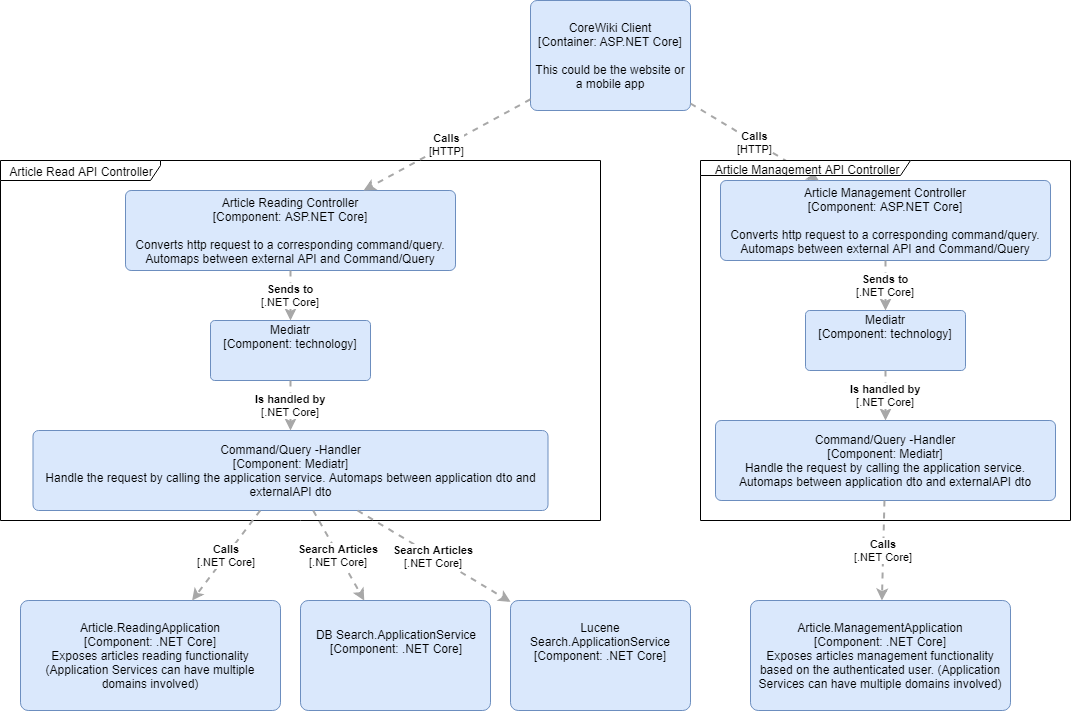 CoreWiki Client
[Container: ASP.NET Core]
This could be the website or
a mobile app
Calls
[HTTP]
Calls
[HTTP]
Article Read API Controller
Article Reading Controller
[Component: ASP.NET Core]
Converts http request to a corresponding command/query.
Automaps between external API and Command/Query
Sends to
[.NET Core]
Mediatr
[Component: technology]
Is handled by
[.NET Core]
Command/Query -Handler
[Component: Mediatr]
Handle the request by calling the application service. Automaps between application dto and
externalAPI dto
Article Management API Controller
Article Management Controller
[Component: ASP.NET Core]
Converts http request to a corresponding command/query.
Automaps between external API and Command/Query
Sends to
[.NET Core]
Mediatr
[Component: technology]
Is handled by
[.NET Core]
Command/Query -Handler
[Component: Mediatr]
Handle the request by calling the application service.
Automaps between application dto and externalAPI dto
Calls
[.NET Core]
Search Articles
[.NET Core]
Search Articles
[.NET Core]
Calls
[.NET Core]
Article.ReadingApplication
[Component: .NET Core]
Exposes articles reading functionality
(Application Services can have multiple
domains involved)
DB Search.ApplicationService
[Component: .NET Core]
Lucene
Search.ApplicationService
[Component: .NET Core]
Article.ManagementApplication
[Component: .NET Core]
Exposes articles management functionality
based on the authenticated user. (Application
Services can have multiple domains involved)